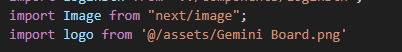 import Image from "next/image";
import logo from '@/assets/Gemini Board.png'